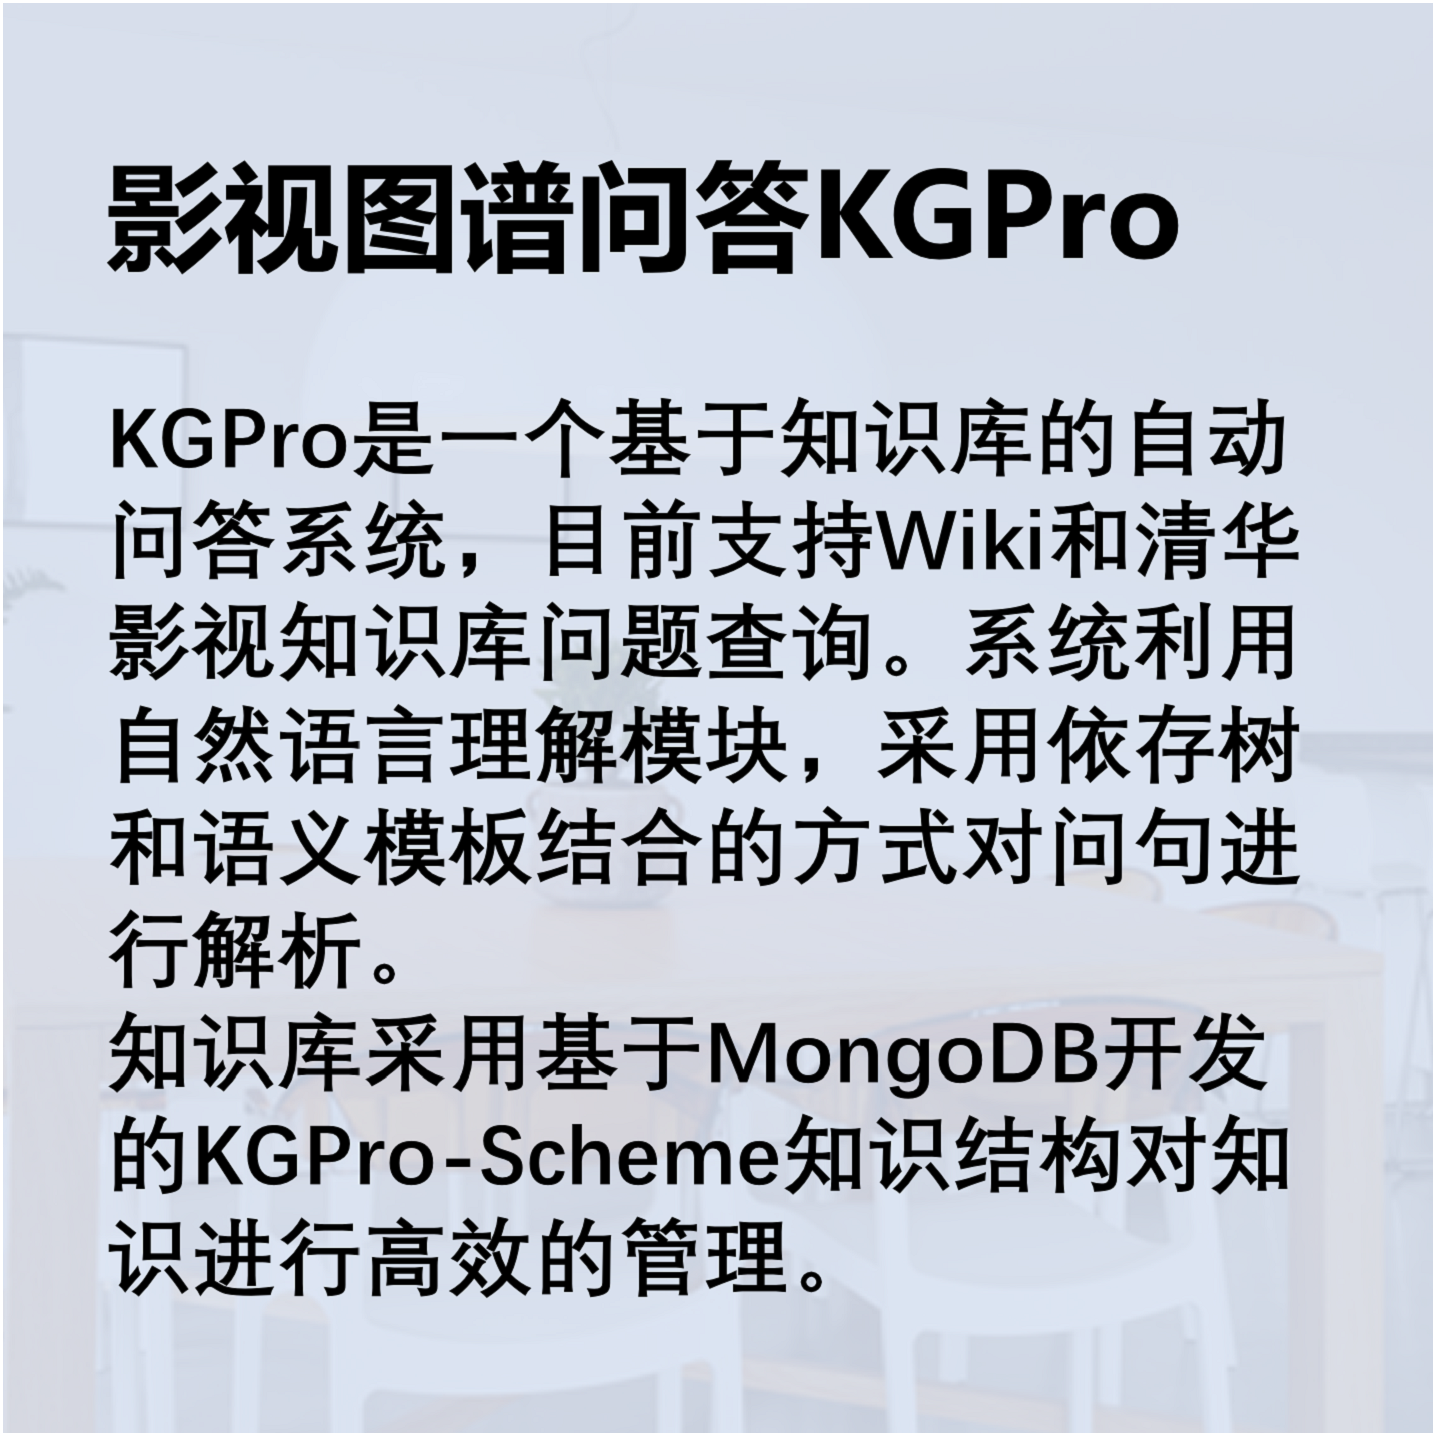 影视图谱问答KGPro
KGPro是一个基于知识库的自动
问答系统，目前支持Wiki和清华
影视知识库问题查询。系统利用
自然语言理解模块，采用依存树
和语义模板结合的方式对问句进
行解析。
知识库采用基于MongoDB开发
的KGPro-Scheme知识结构对知
识进行高效的管理。